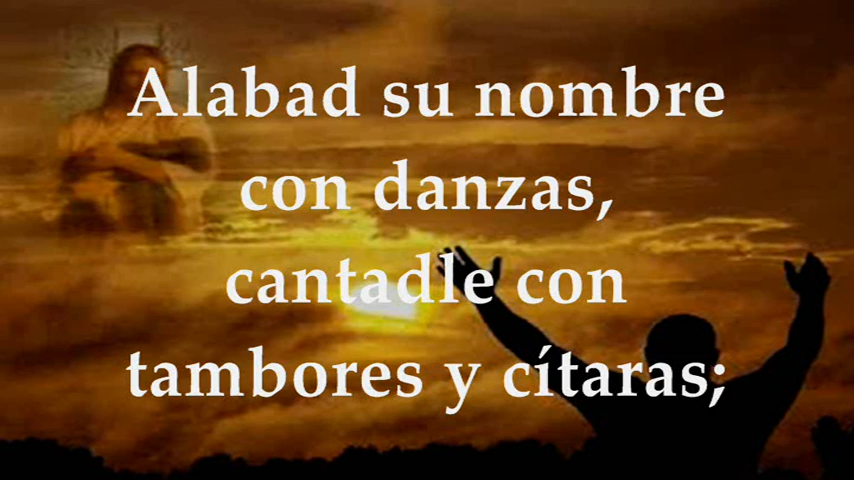 Alabad su nombre
con danzas,
cantadle con
tambores y cítaras;